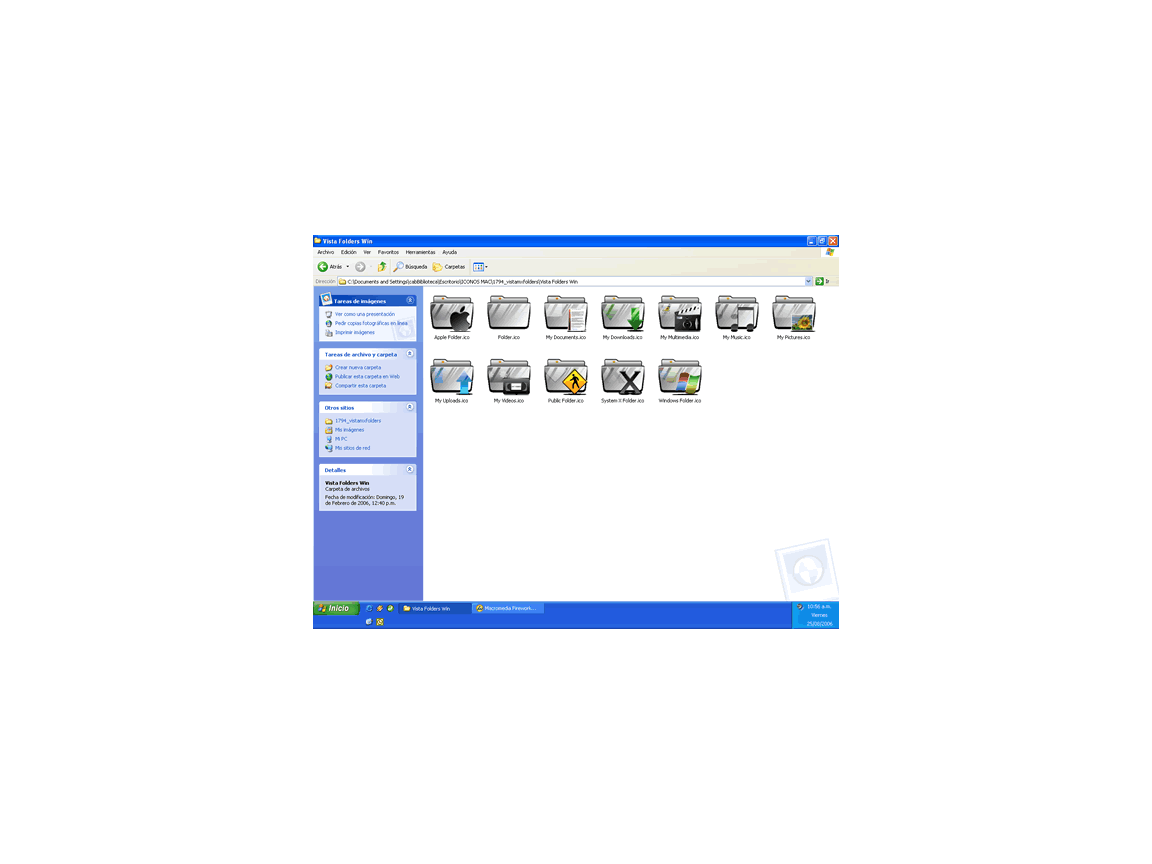 Vista Folders Win
Archivo Edición Ver Favoritos Herramientas Ayuda
Atrás Búsqueda Carpetas
Dirección C:\Documents and Settings\cabBiblioteca\Escritorio\ICONOS MAC\1794_vistanxfolders\Vista Folders Win Ir
Tareas de imágenes
Ver como una presentación
Pedir copias fotográficas en línea
Imprimir imágenes
Tareas de archivo y carpeta
Crear nueva carpeta
Publicar esta carpeta en Web
Compartir esta carpeta
Otros sitios
1794_vistanxfolders
Mis imágenes
Mi PC
Mis sitios de red
Detalles
Vista Folders Win
Carpeta de archivos
Fecha de modificación: Domingo, 19
de Febrero de 2006, 12:40 p.m.
Apple Folder.ico Folder.ico My Documents.ico My Downloads.ico My Multimedia.ico My Music.ico My Pictures.ico
My Uploads.ico My Videos.ico Public Folder.ico System X Folder.ico Windows Folder.ico
Inicio Vista Folders Win Macromedia Firework...
10:56 a.m.
Viernes
25/08/2006